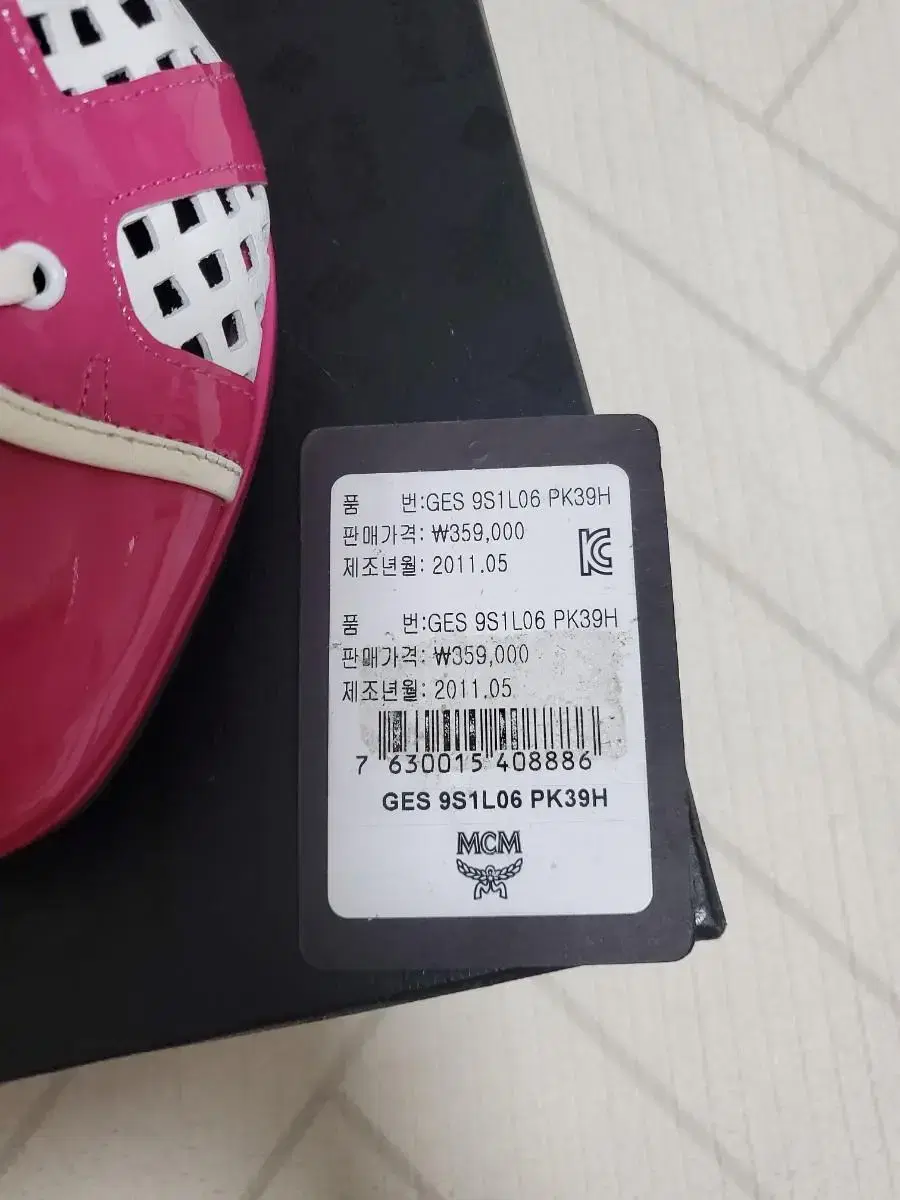 품 번:GES 9S1L06 PK39H
판매가격: ₩359,000
제조년월: 2011.05
KC
품 번:GES 9S1L06 PK39H
판매가격: ₩359,000
제조년월: 2011.05
7 630015 408886
GES 9S1L06 PK39H
MCM